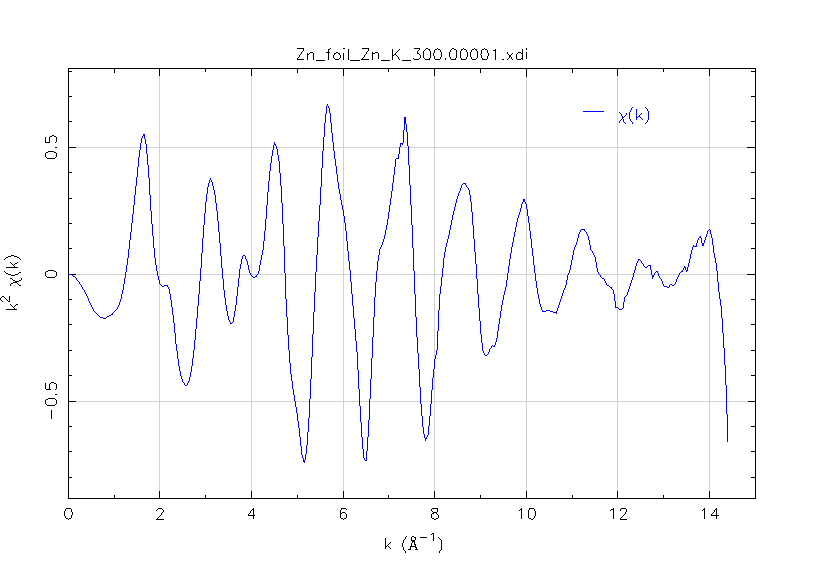 Zn_foil_Zn_K_300.00001.xdi
χ(k)
k² χ(k)
0.5
0
−0.5
0 2 4 6 8 10 12 14
k (Å⁻¹)